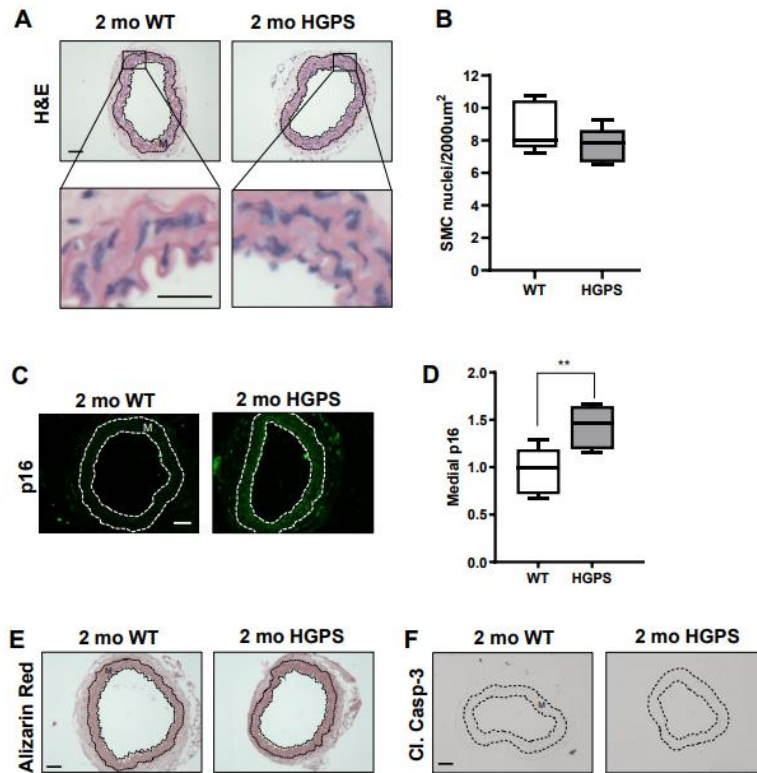 A
2 mo WT
2 mo HGPS
H&E
M
B
SMC nuclei/2000um²
12
10
8
6
4
2
0
WT
HGPS
C
2 mo WT
2 mo HGPS
p16
M
D
**
Medial p16
2.0
1.5
1.0
0.5
0.0
WT
HGPS
E
2 mo WT
2 mo HGPS
Alizarin Red
M
F
2 mo WT
2 mo HGPS
Cl. Casp-3
M